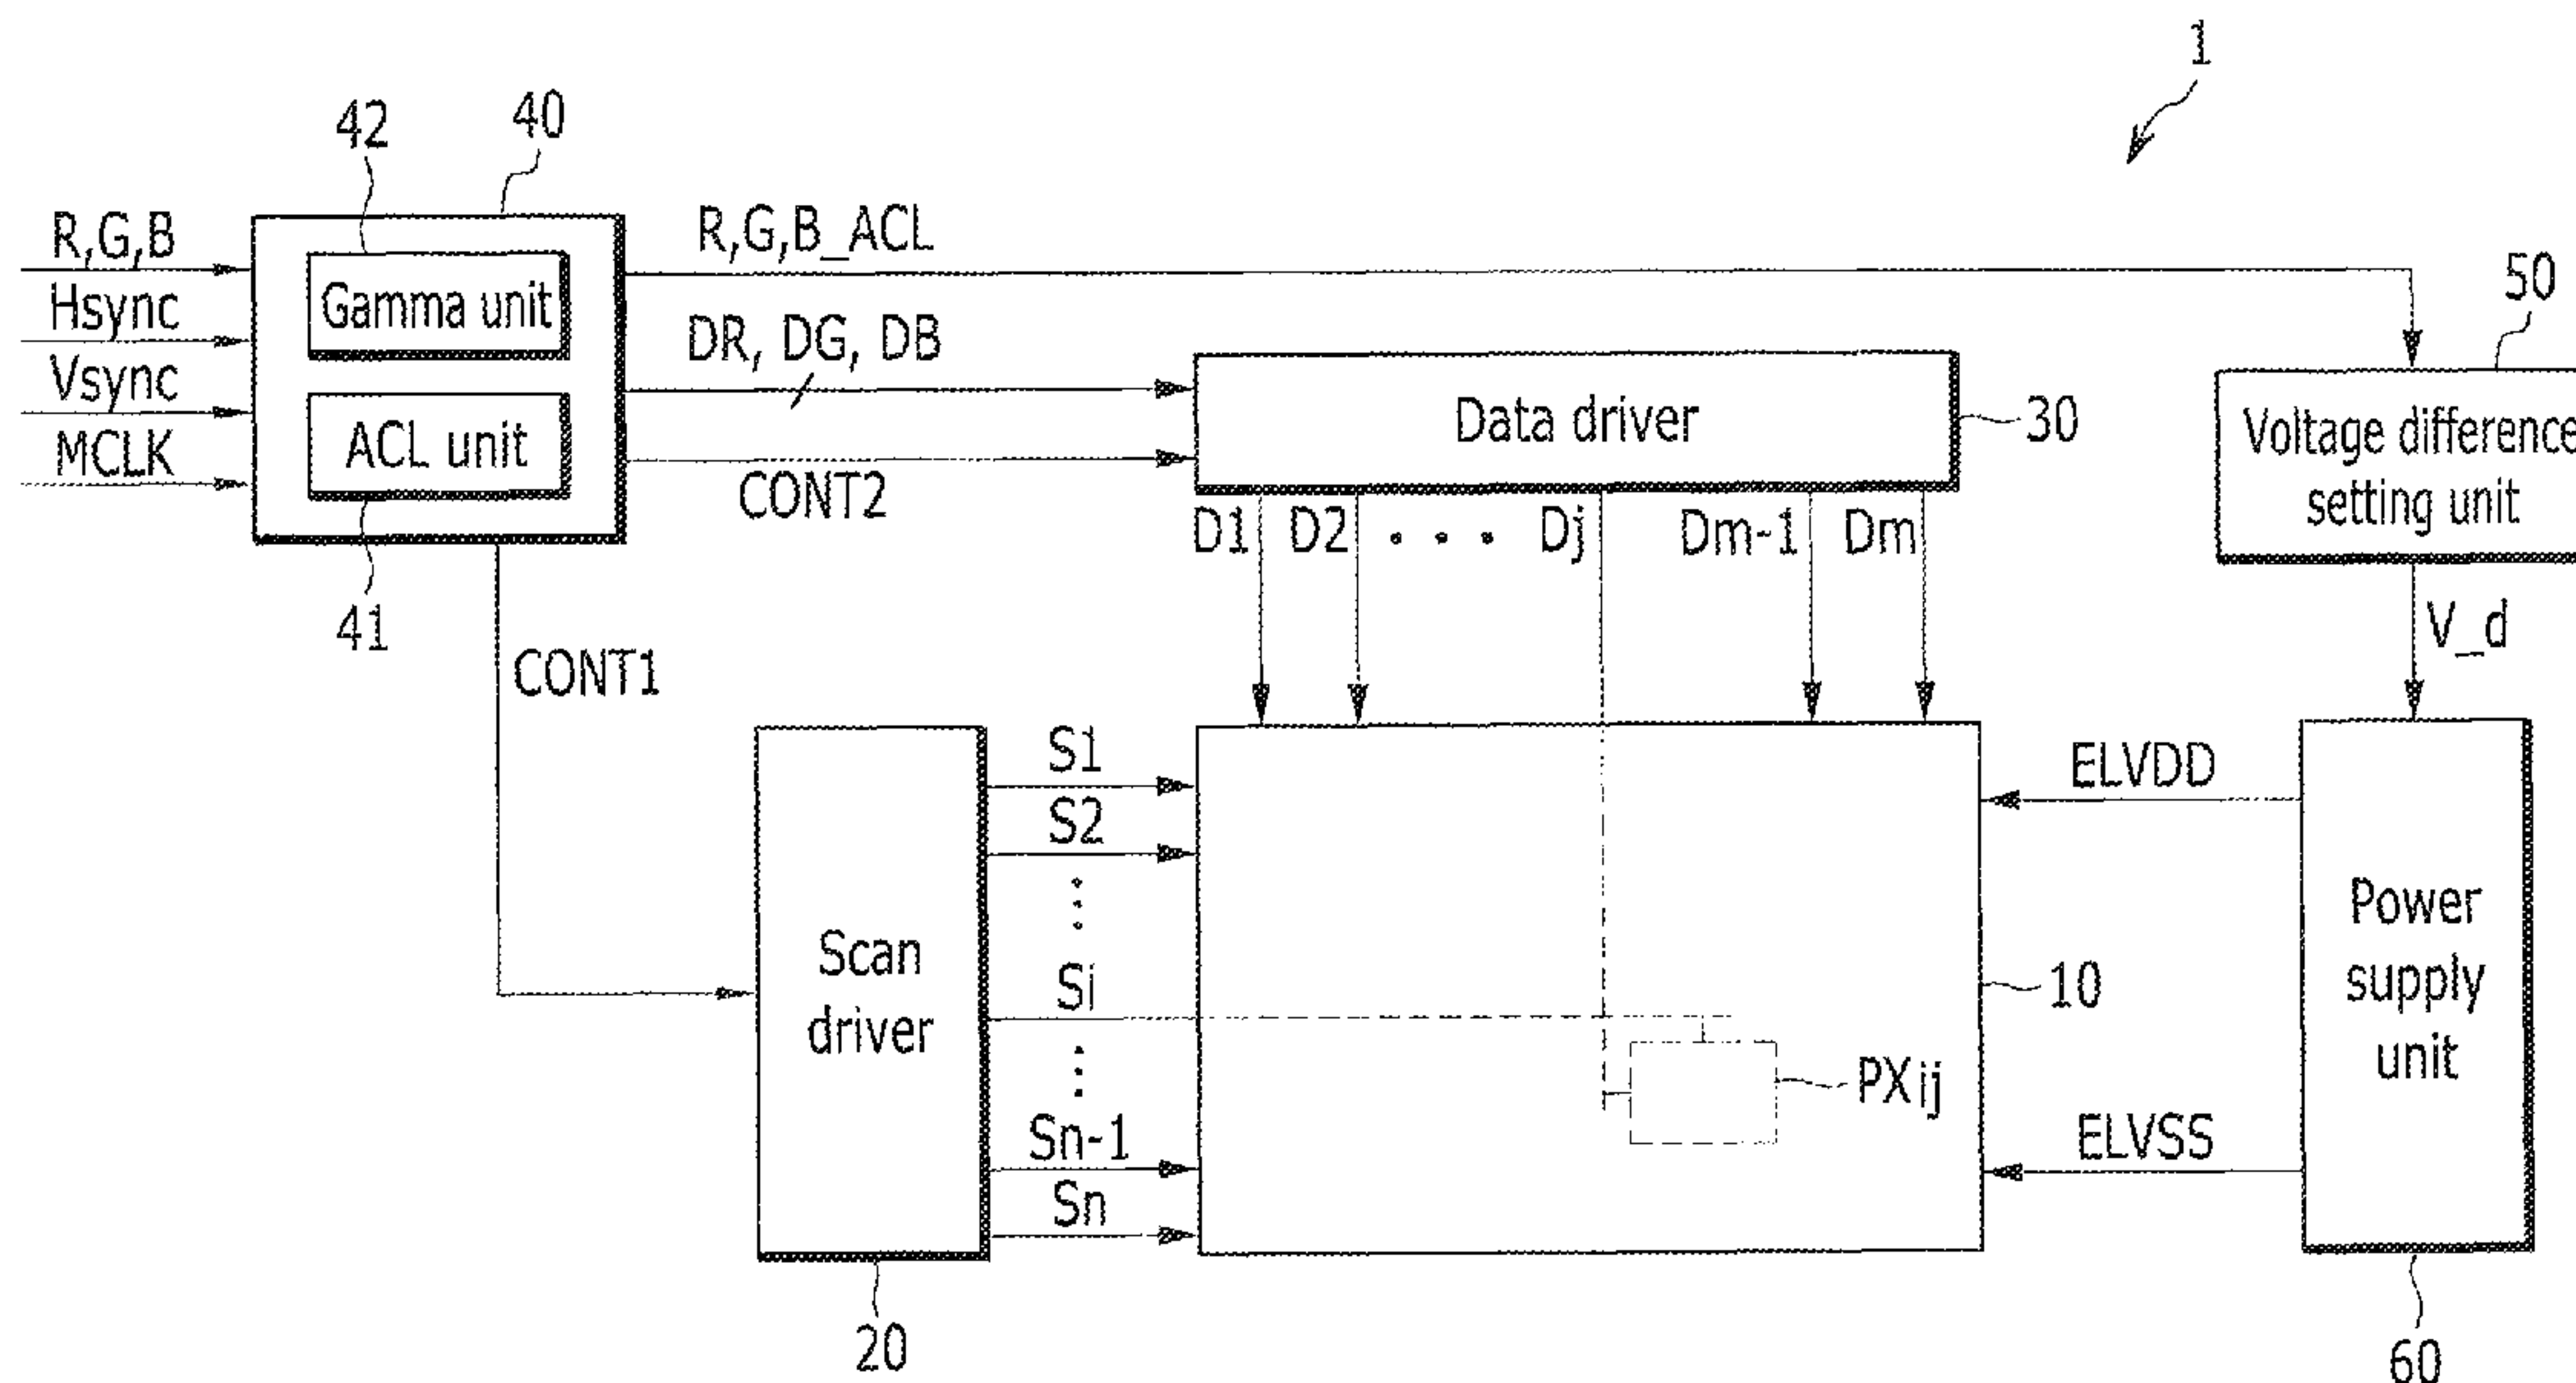 1
42
40
R,G,B
R,G,B_ACL
50
Hsync
Gamma unit
DR, DG, DB
Vsync
Data driver
30
Voltage difference
setting unit
MCLK
ACL unit
CONT2
D1
D2
• • •
Dj
Dm-1
Dm
41
V_d
CONT1
S1
ELVDD
S2
Scan
driver
Power
supply
unit
Si
10
PXij
Sn-1
ELVSS
Sn
20
60